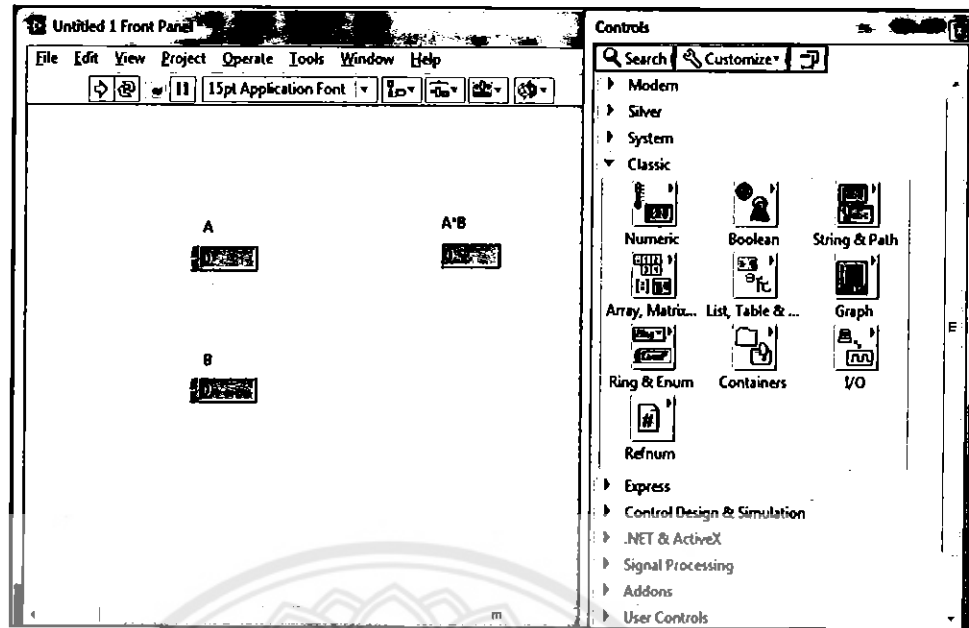 Untitled 1 Front Panel
File Edit View Project Operate Tools Window Help
15pt Application Font
A
A*B
B
Controls
Search Customize
Modern
Silver
System
Classic
Numeric Boolean String & Path
Array, Matrix... List, Table & ... Graph
Ring & Enum Containers I/O
Refnum
Express
Control Design & Simulation
.NET & ActiveX
Signal Processing
Addons
User Controls